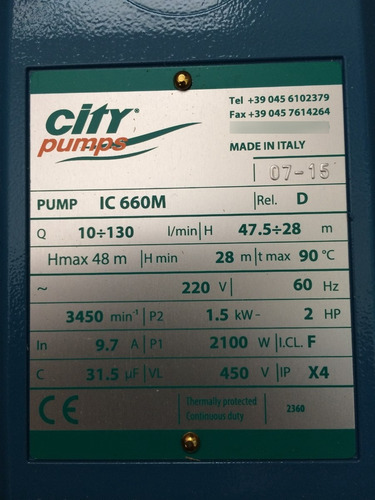 Tel +39 045 6102379
Fax +39 045 7614264
city® pumps
MADE IN ITALY
07-15
PUMP IC 660M Rel. D
Q 10÷130 l/min H 47.5÷28 m
Hmax 48 m H min 28 m t max 90 °C
~ 220 V 60 Hz
3450 min⁻¹ P2 1.5 kW - 2 HP
In 9.7 A P1 2100 W I.CL. F
C 31.5 µF VL 450 V IP X4
CE Thermally protected
Continuous duty 2360